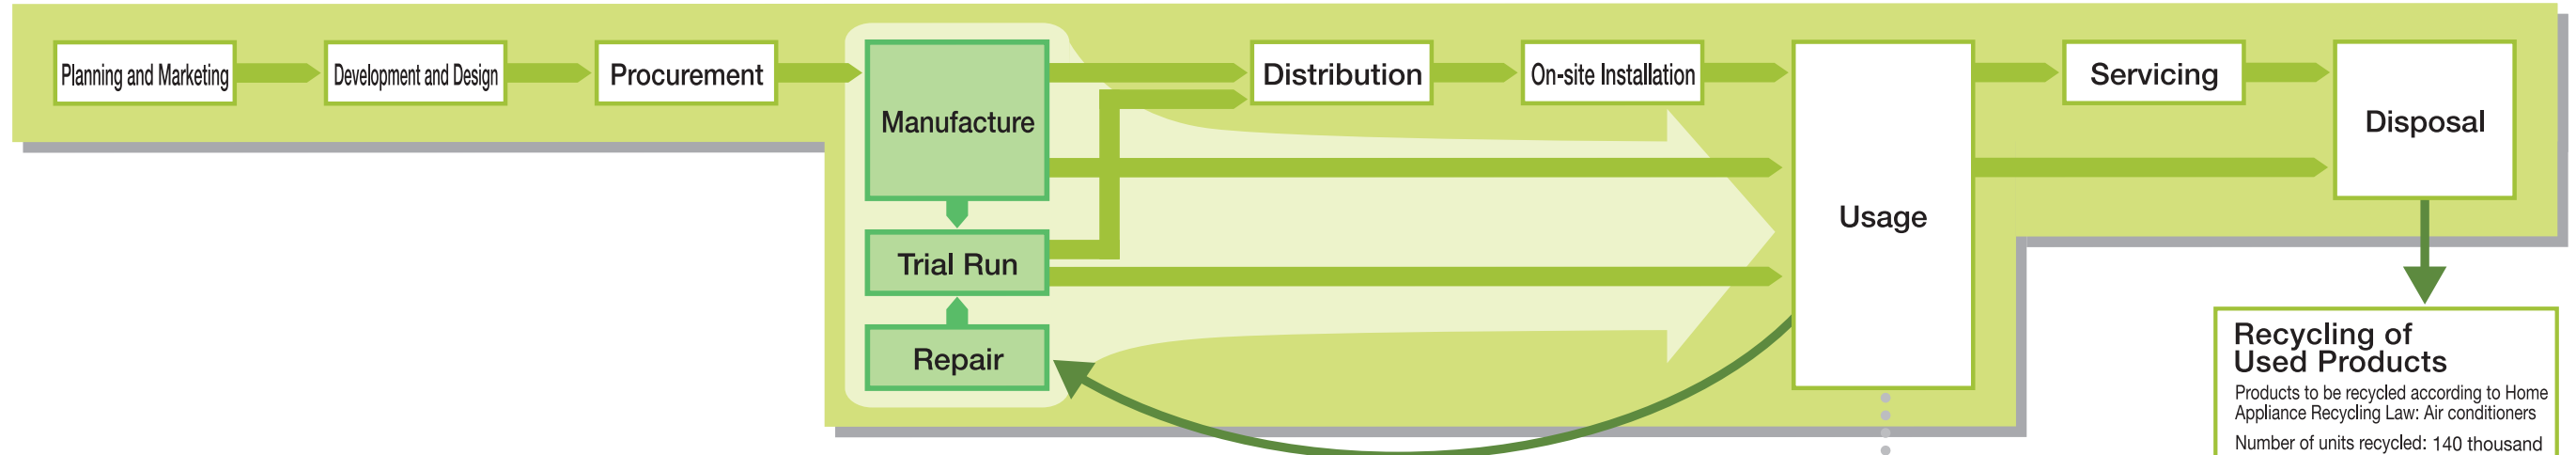 Planning and Marketing
Development and Design
Procurement
Manufacture
Trial Run
Repair
Distribution
On-site Installation
Usage
Servicing
Disposal
Recycling of
Used Products
Products to be recycled according to Home
Appliance Recycling Law: Air conditioners
Number of units recycled: 140 thousand